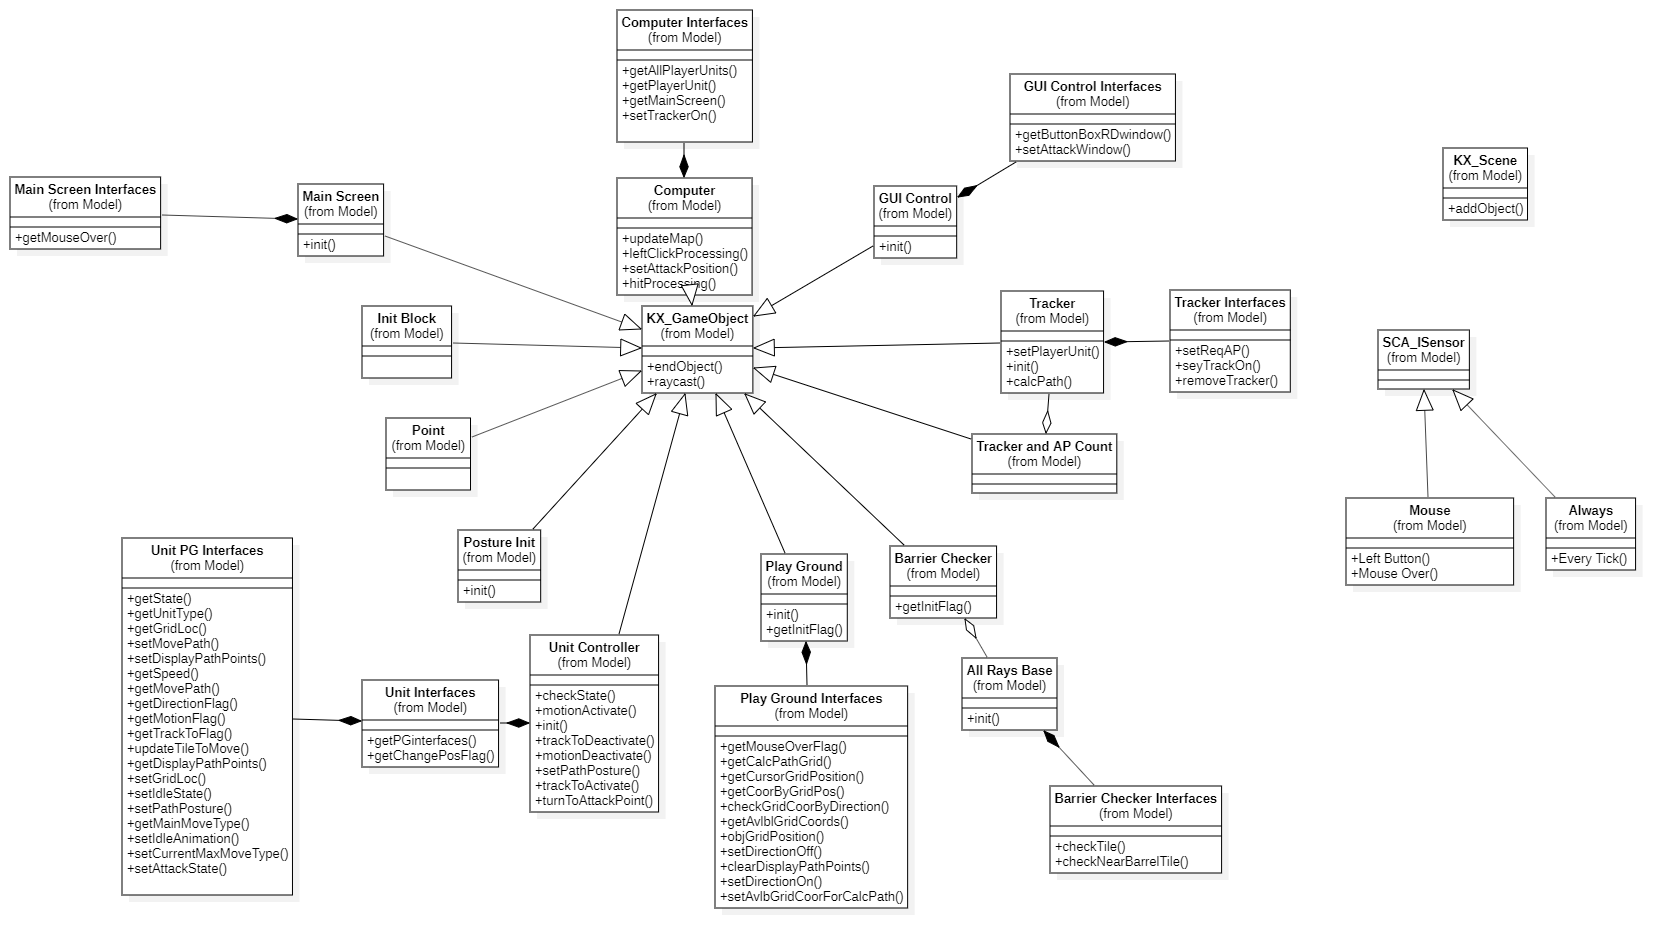 Computer Interfaces
(from Model)
+getAllPlayerUnits()
+getPlayerUnit()
+getMainScreen()
+setTrackerOn()
GUI Control Interfaces
(from Model)
+getButtonBoxRDwindow()
+setAttackWindow()
KX_Scene
(from Model)
+addObject()
Main Screen Interfaces
(from Model)
+getMouseOver()
Main Screen
(from Model)
+init()
Computer
(from Model)
+updateMap()
+leftClickProcessing()
+setAttackPosition()
+hitProcessing()
GUI Control
(from Model)
+init()
Init Block
(from Model)
KX_GameObject
(from Model)
+endObject()
+raycast()
Tracker
(from Model)
+setPlayerUnit()
+init()
+calcPath()
Tracker Interfaces
(from Model)
+setReqAP()
+seyTrackOn()
+removeTracker()
SCA_ISensor
(from Model)
Point
(from Model)
Tracker and AP Count
(from Model)
Mouse
(from Model)
+Left Button()
+Mouse Over()
Always
(from Model)
+Every Tick()
Unit PG Interfaces
(from Model)
+getState()
+getUnitType()
+getGridLoc()
+setMovePath()
+setDisplayPathPoints()
+getSpeed()
+getMovePath()
+getDirectionFlag()
+getMotionFlag()
+getTrackToFlag()
+updateTileToMove()
+getDisplayPathPoints()
+setGridLoc()
+setIdleState()
+setPathPosture()
+getMainMoveType()
+setIdleAnimation()
+setCurrentMaxMoveType()
+setAttackState()
Posture Init
(from Model)
+init()
Play Ground
(from Model)
+init()
+getInitFlag()
Barrier Checker
(from Model)
+getInitFlag()
Unit Interfaces
(from Model)
+getPGinterfaces()
+getChangePosFlag()
Unit Controller
(from Model)
+checkState()
+motionActivate()
+init()
+trackToDeactivate()
+motionDeactivate()
+setPathPosture()
+trackToActivate()
+turnToAttackPoint()
All Rays Base
(from Model)
+init()
Play Ground Interfaces
(from Model)
+getMouseOverFlag()
+getCalcPathGrid()
+getCursorGridPosition()
+getCoorByGridPos()
+checkGridCoorByDirection()
+getAvlblGridCoords()
+objGridPosition()
+setDirectionOff()
+clearDisplayPathPoints()
+setDirectionOn()
+setAvlbGridCoorForCalcPath()
Barrier Checker Interfaces
(from Model)
+checkTile()
+checkNearBarrelTile()